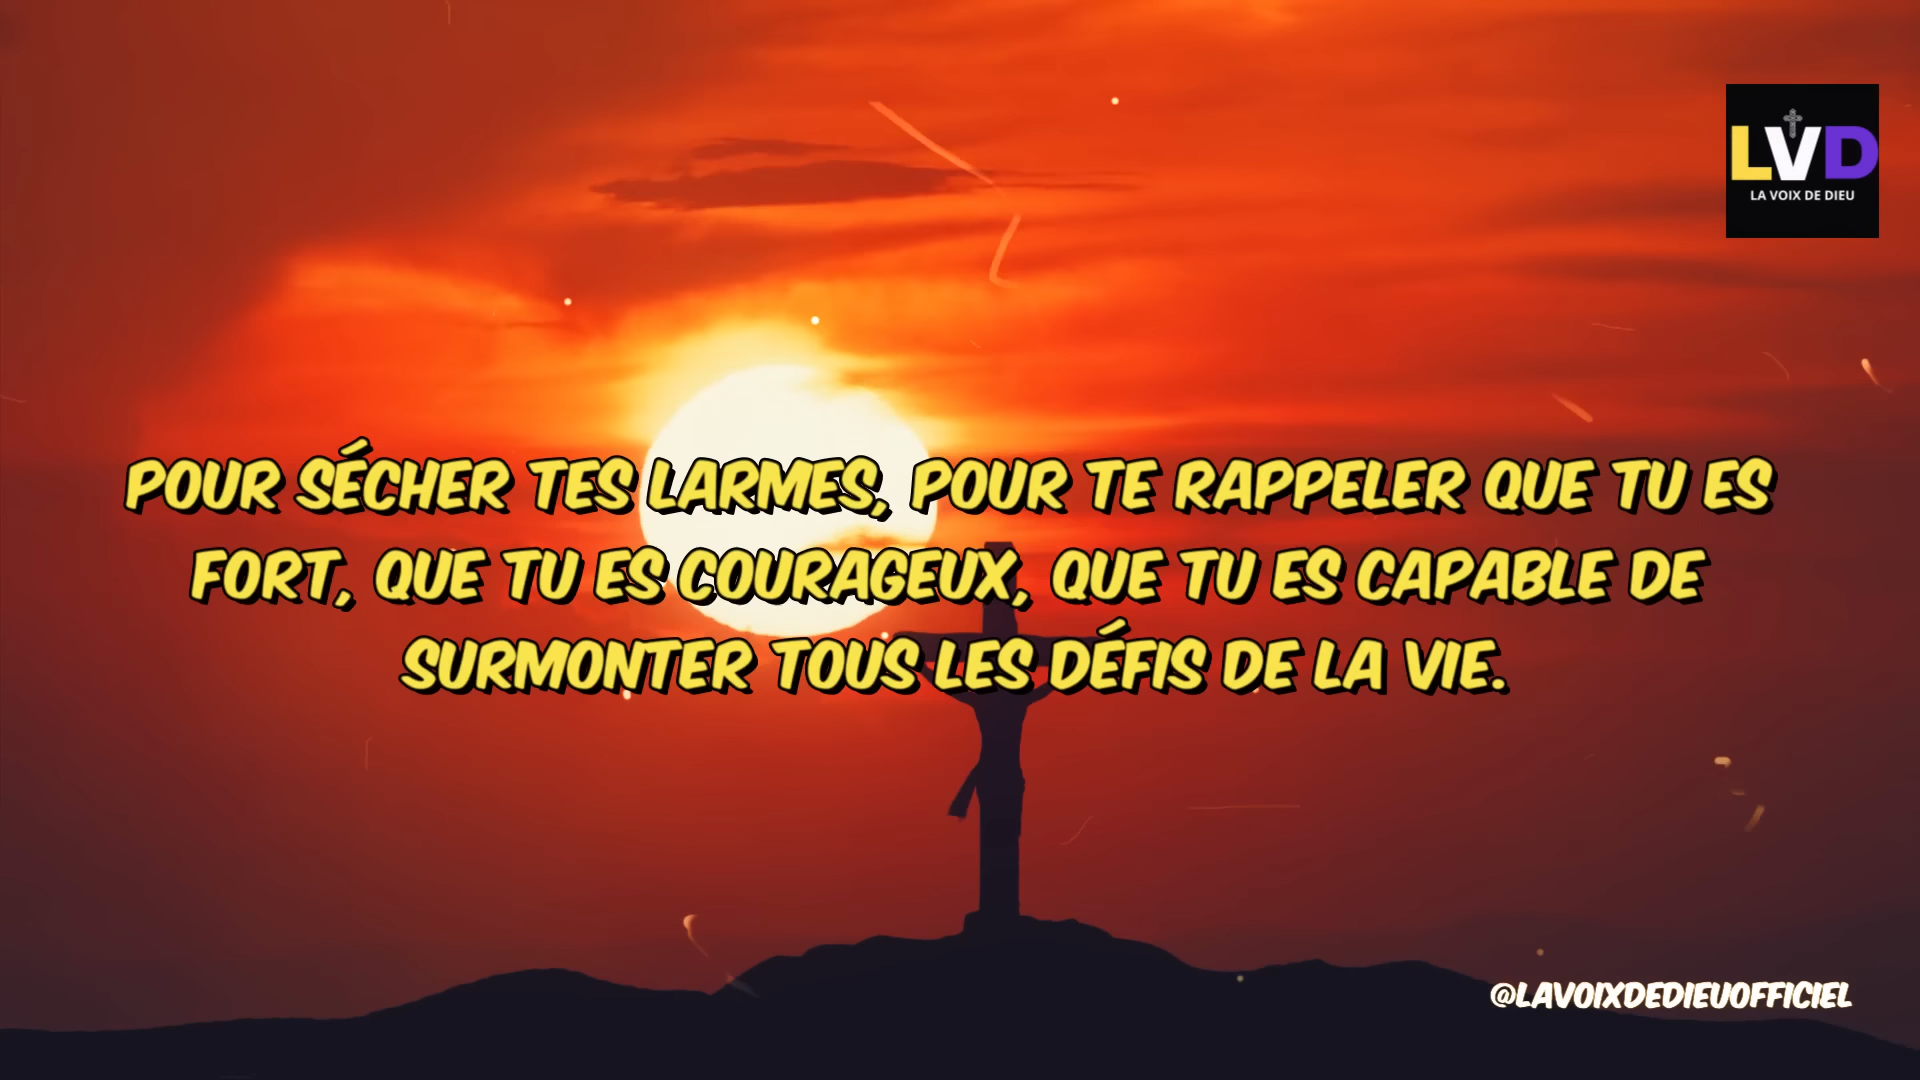 LVD
LA VOIX DE DIEU
POUR SÉCHER TES LARMES, POUR TE RAPPELER QUE TU ES
FORT, QUE TU ES COURAGEUX, QUE TU ES CAPABLE DE
SURMONTER TOUS LES DÉFIS DE LA VIE.
@LAVOIXDEDIEUOFFICIEL